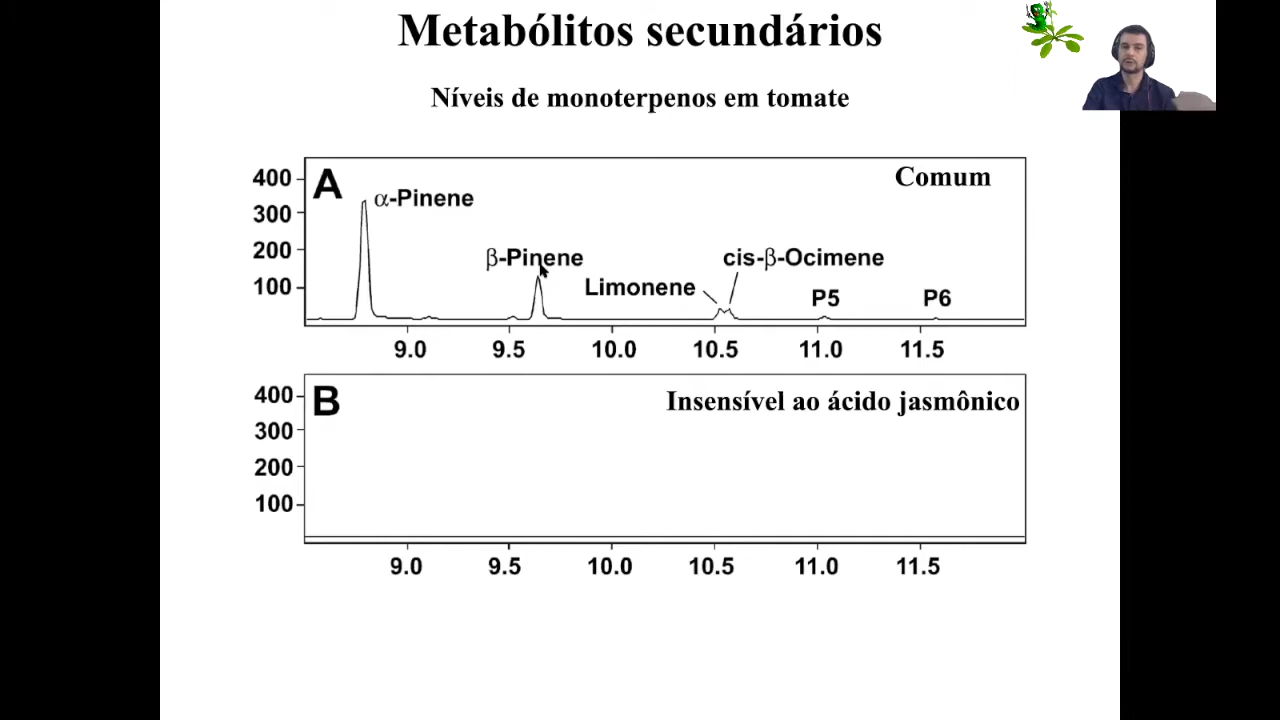 Metabólitos secundários
Níveis de monoterpenos em tomate
A
Comum
400
300
200
100
α-Pinene
β-Pinene
Limonene
cis-β-Ocimene
P5
P6
9.0 9.5 10.0 10.5 11.0 11.5
B
Insensível ao ácido jasmônico
400
300
200
100
9.0 9.5 10.0 10.5 11.0 11.5